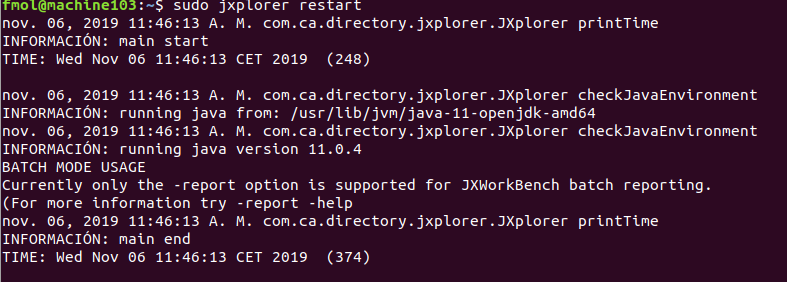 fmol@machine103:~$ sudo jxplorer restart
nov. 06, 2019 11:46:13 A. M. com.ca.directory.jxplorer.JXplorer printTime
INFORMACIÓN: main start
TIME: Wed Nov 06 11:46:13 CET 2019  (248)
nov. 06, 2019 11:46:13 A. M. com.ca.directory.jxplorer.JXplorer checkJavaEnvironment
INFORMACIÓN: running java from: /usr/lib/jvm/java-11-openjdk-amd64
nov. 06, 2019 11:46:13 A. M. com.ca.directory.jxplorer.JXplorer checkJavaEnvironment
INFORMACIÓN: running java version 11.0.4
BATCH MODE USAGE
Currently only the -report option is supported for JXWorkBench batch reporting.
(For more information try -report -help
nov. 06, 2019 11:46:13 A. M. com.ca.directory.jxplorer.JXplorer printTime
INFORMACIÓN: main end
TIME: Wed Nov 06 11:46:13 CET 2019  (374)